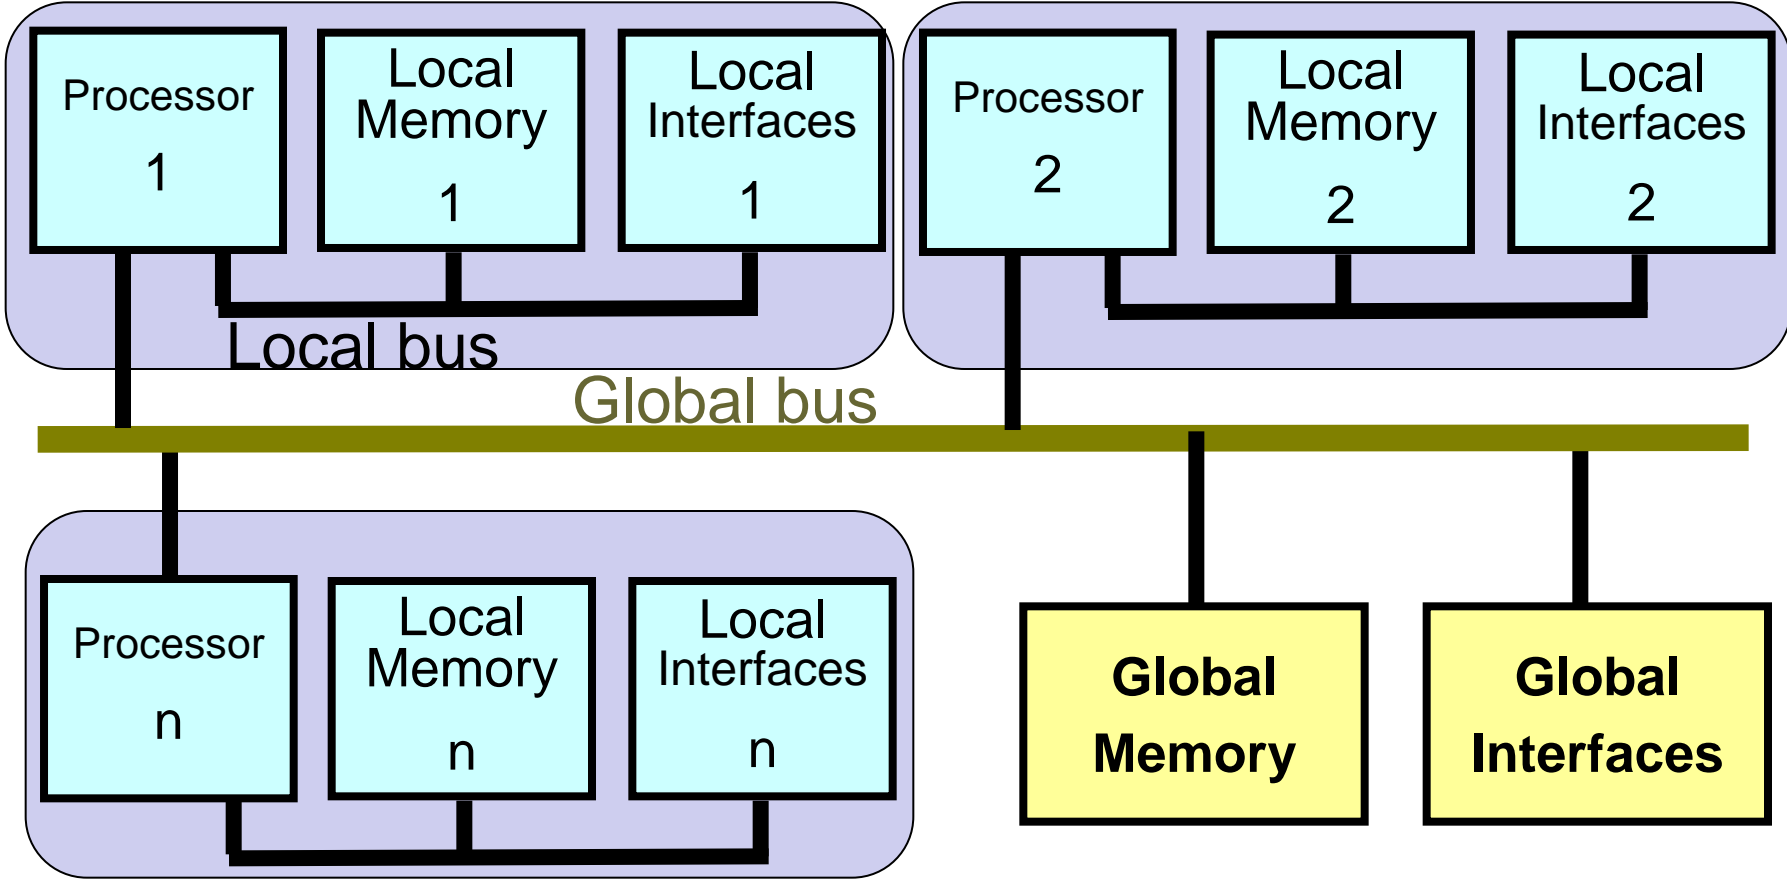 Processor
1
Local
Memory
1
Local
Interfaces
1
Processor
2
Local
Memory
2
Local
Interfaces
2
Local bus
Global bus
Processor
n
Local
Memory
n
Local
Interfaces
n
Global
Memory
Global
Interfaces